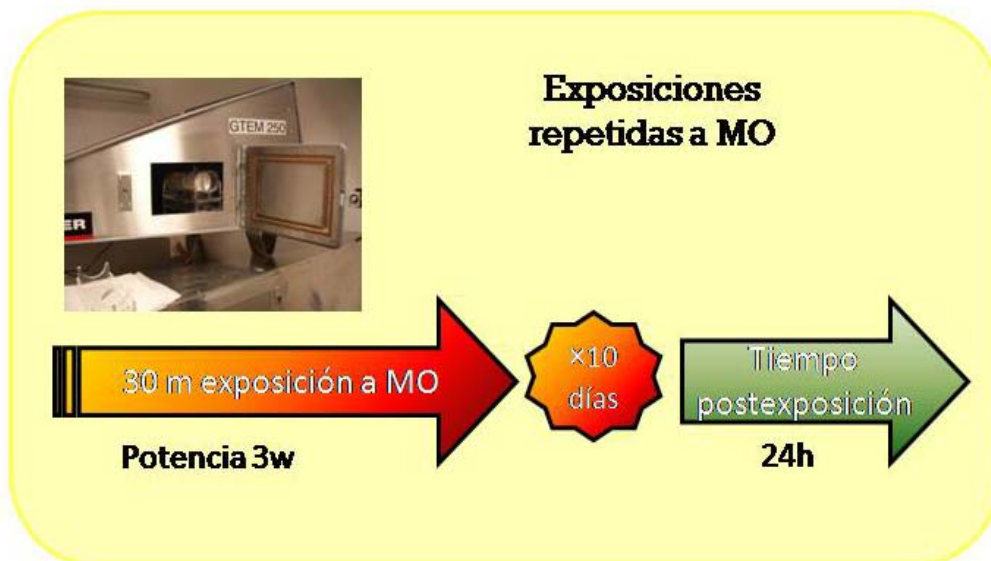 Exposiciones
repetidas a MO
GTEM 250
ER
30 m exposición a MO
×10
días
Tiempo
postexposición
Potencia 3w
24h